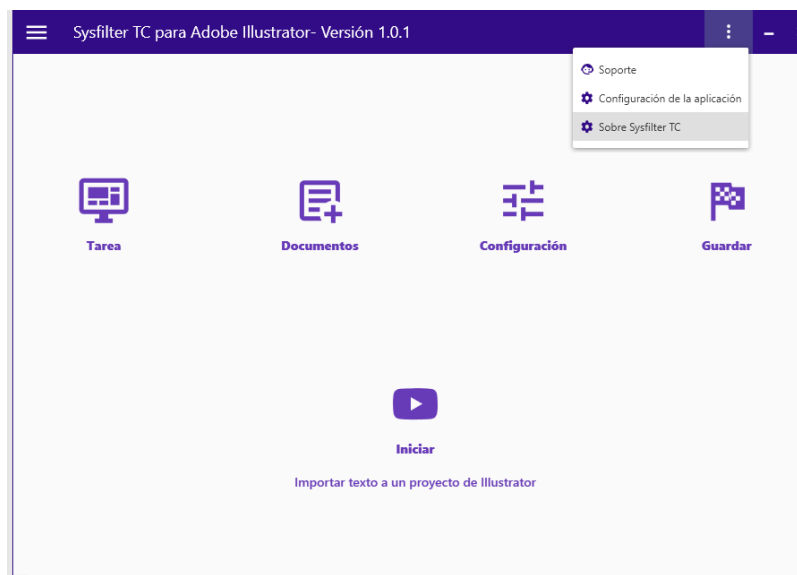 Sysfilter TC para Adobe Illustrator- Versión 1.0.1
Soporte
Configuración de la aplicación
Sobre Sysfilter TC
Tarea
Documentos
Configuración
Guardar
Iniciar
Importar texto a un proyecto de Illustrator